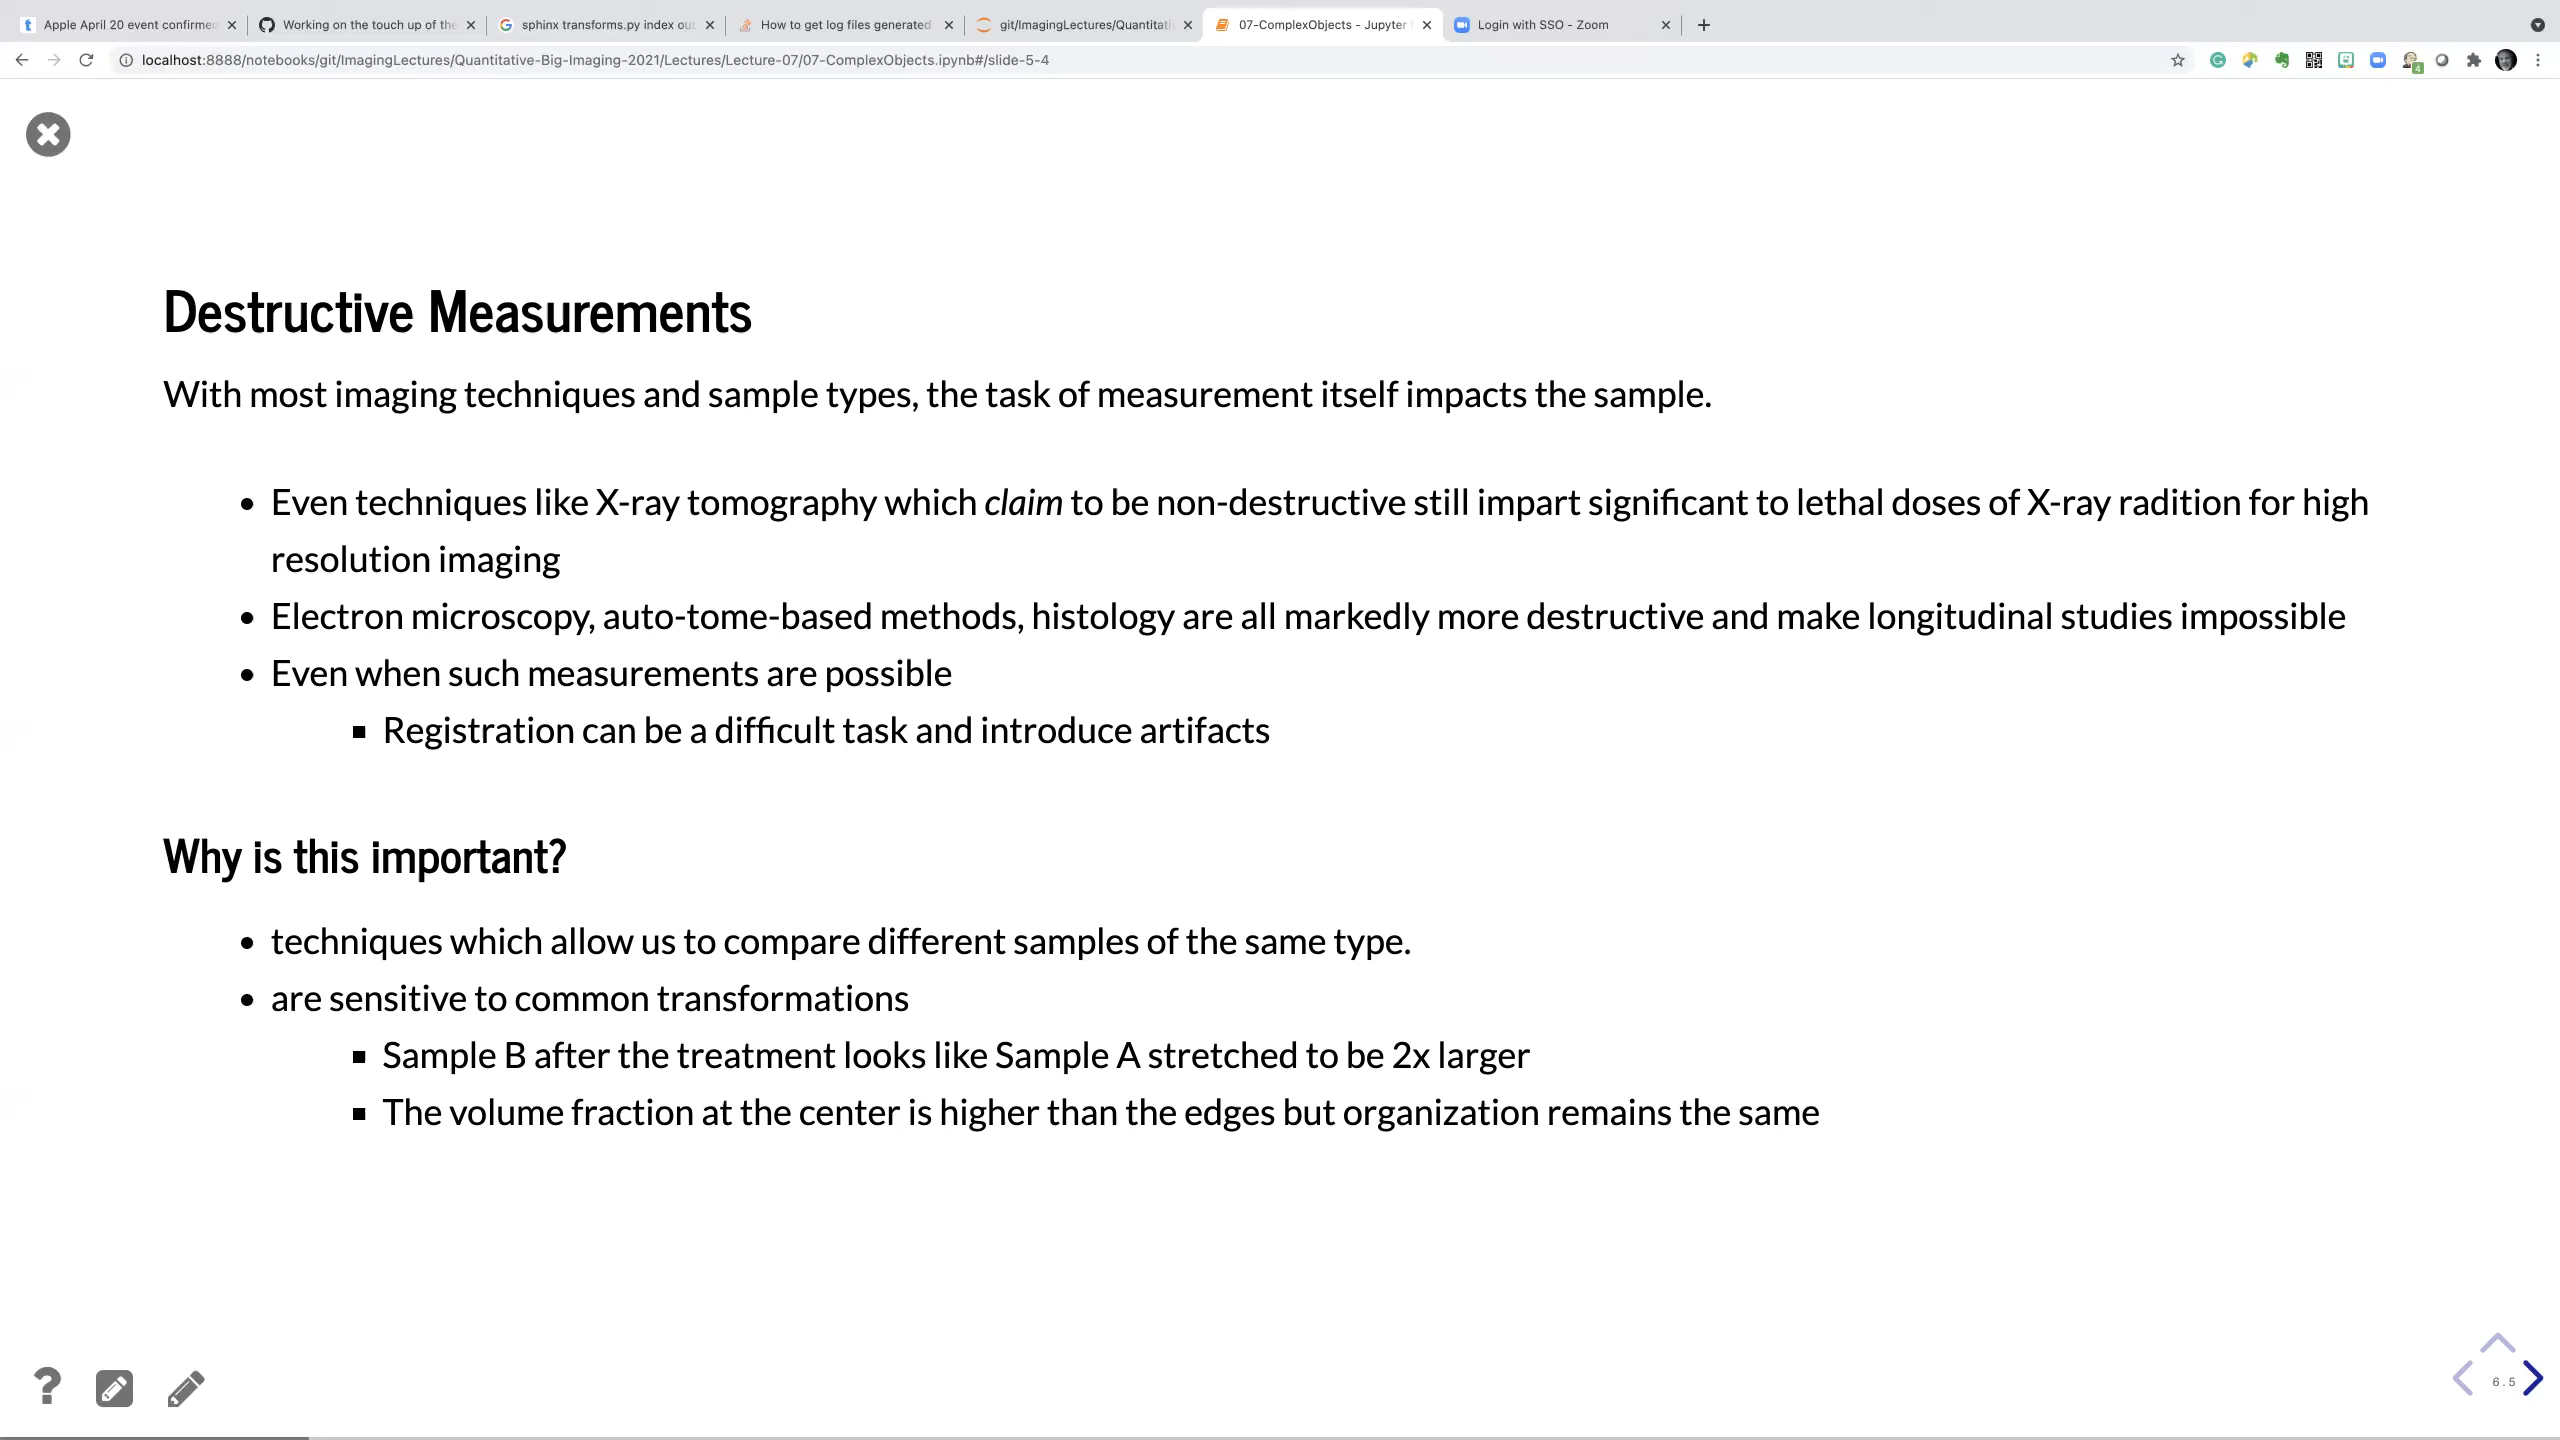 Apple April 20 event confirmed
Working on the touch up of the
sphinx transforms.py index out
How to get log files generated
git/ImagingLectures/Quantitati
07-ComplexObjects - Jupyter
Login with SSO - Zoom
localhost:8888/notebooks/git/ImagingLectures/Quantitative-Big-Imaging-2021/Lectures/Lecture-07/07-ComplexObjects.ipynb#/slide-5-4
4
Destructive Measurements
With most imaging techniques and sample types, the task of measurement itself impacts the sample.
• Even techniques like X-ray tomography which claim to be non-destructive still impart significant to lethal doses of X-ray radition for high
resolution imaging
• Electron microscopy, auto-tome-based methods, histology are all markedly more destructive and make longitudinal studies impossible
• Even when such measurements are possible
▪ Registration can be a difficult task and introduce artifacts
Why is this important?
• techniques which allow us to compare different samples of the same type.
• are sensitive to common transformations
▪ Sample B after the treatment looks like Sample A stretched to be 2x larger
▪ The volume fraction at the center is higher than the edges but organization remains the same
?
6.5